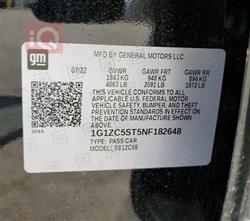 IQ
gm
MFD BY GENERAL MOTORS LLC
07/22 GVWR GAWR FRT GAWR RR
1843 KG 948 KG 894 KG
4063 LB 2091 LB 1972 LB
THIS VEHICLE CONFORMS TO ALL
APPLICABLE U.S. FEDERAL MOTOR
VEHICLE SAFETY, BUMPER, AND THEFT
PREVENTION STANDARDS IN EFFECT
ON THE DATE OF MANUFACTURE
SHOWN ABOVE.
1G1ZC5ST5NF182648
TYPE: PASS CAR
MODEL: S81ZC69